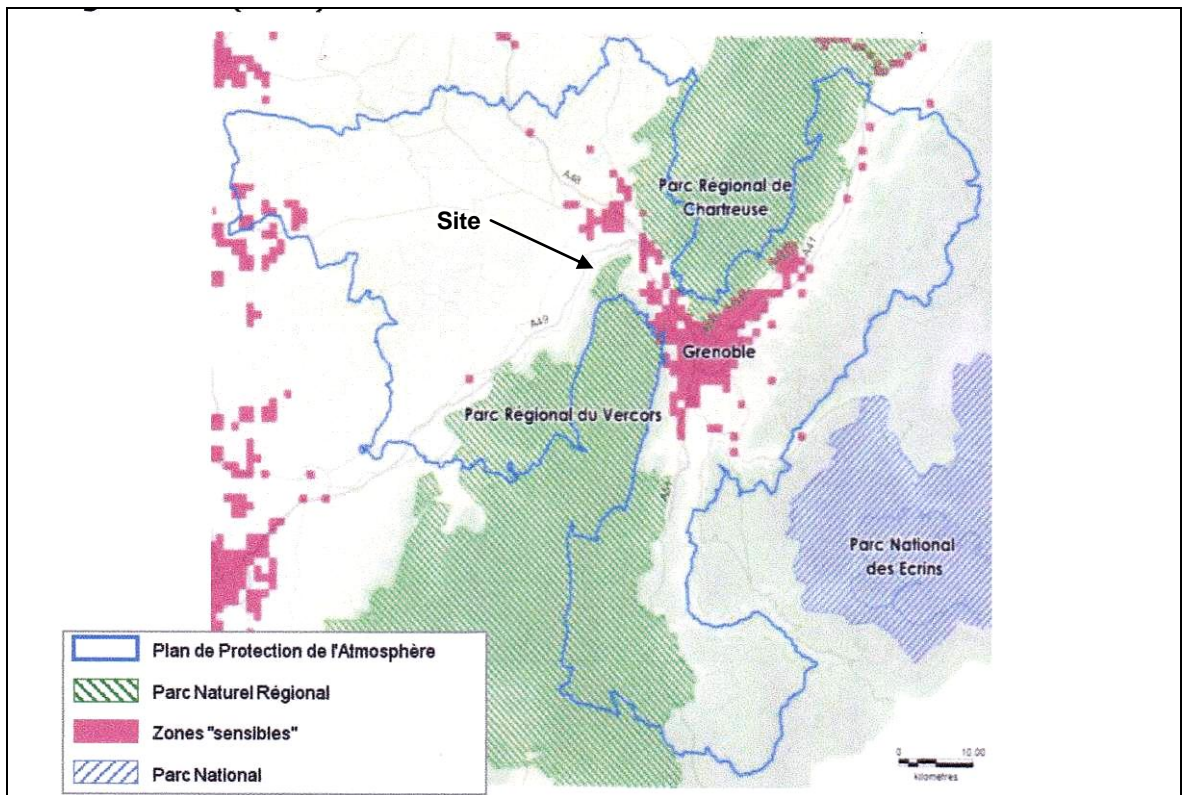 A48
Parc Régional de
Chartreuse
Site
A41
A49
Grenoble
Parc Régional du Vercors
A51
Parc National
des Ecrins
Plan de Protection de l'Atmosphère
Parc Naturel Régional
Zones "sensibles"
Parc National
0 10.00
kilomètres